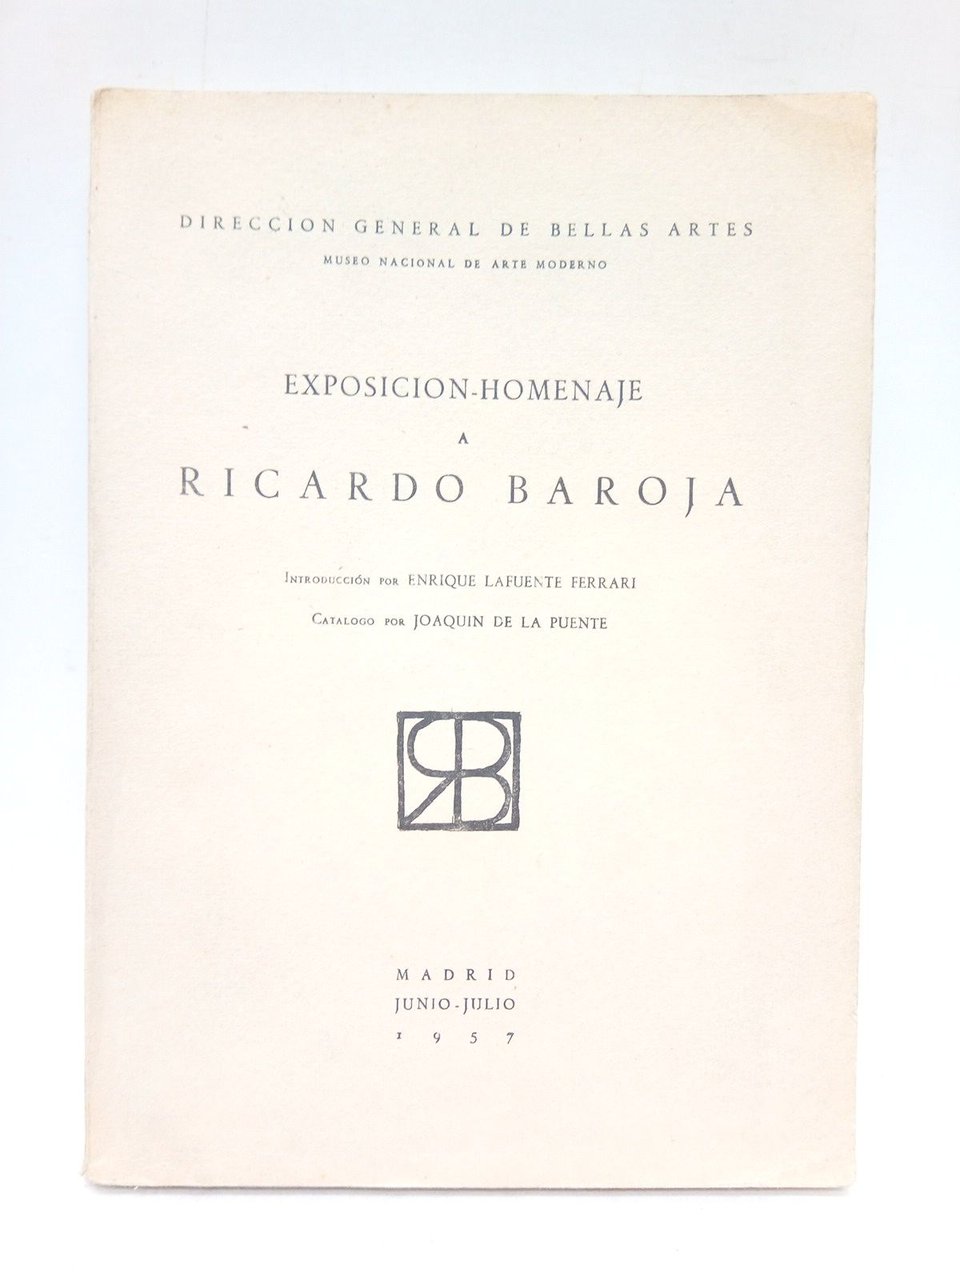 DIRECCION GENERAL DE BELLAS ARTES
MUSEO NACIONAL DE ARTE MODERNO
EXPOSICION-HOMENAJE
A
RICARDO BAROJA
INTRODUCCIÓN POR ENRIQUE LAFUENTE FERRARI
CATALOGO POR JOAQUIN DE LA PUENTE
RB
MADRID
JUNIO-JULIO
1957